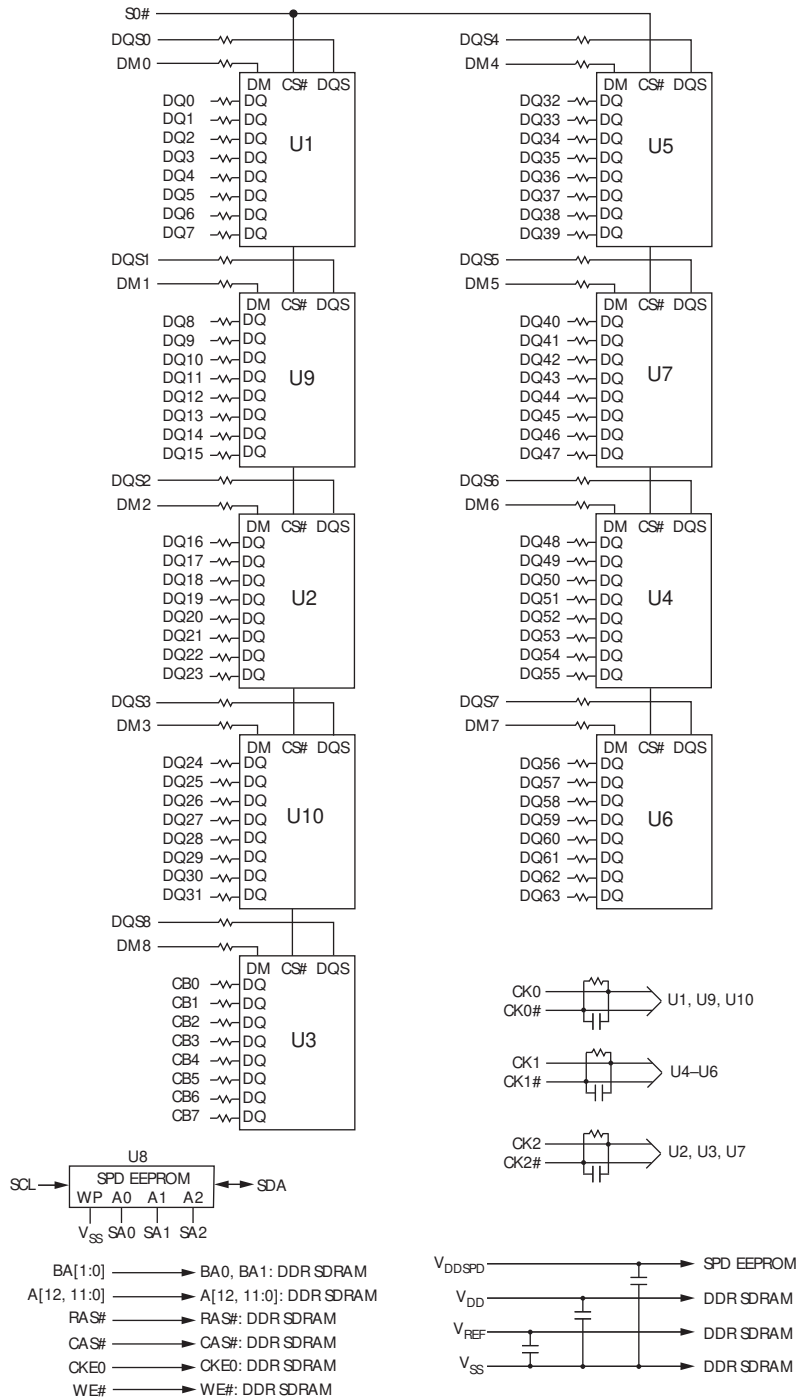 S0#
DQS0
DM0
DM CS# DQS
DQ0 DQ
DQ1 DQ
DQ2 DQ
DQ3 DQ
DQ4 DQ
DQ5 DQ
DQ6 DQ
DQ7 DQ
U1
DQS1
DM1
DM CS# DQS
DQ8 DQ
DQ9 DQ
DQ10 DQ
DQ11 DQ
DQ12 DQ
DQ13 DQ
DQ14 DQ
DQ15 DQ
U9
DQS2
DM2
DM CS# DQS
DQ16 DQ
DQ17 DQ
DQ18 DQ
DQ19 DQ
DQ20 DQ
DQ21 DQ
DQ22 DQ
DQ23 DQ
U2
DQS3
DM3
DM CS# DQS
DQ24 DQ
DQ25 DQ
DQ26 DQ
DQ27 DQ
DQ28 DQ
DQ29 DQ
DQ30 DQ
DQ31 DQ
U10
DQS8
DM8
DM CS# DQS
CB0 DQ
CB1 DQ
CB2 DQ
CB3 DQ
CB4 DQ
CB5 DQ
CB6 DQ
CB7 DQ
U3
DQS4
DM4
DM CS# DQS
DQ32 DQ
DQ33 DQ
DQ34 DQ
DQ35 DQ
DQ36 DQ
DQ37 DQ
DQ38 DQ
DQ39 DQ
U5
DQS5
DM5
DM CS# DQS
DQ40 DQ
DQ41 DQ
DQ42 DQ
DQ43 DQ
DQ44 DQ
DQ45 DQ
DQ46 DQ
DQ47 DQ
U7
DQS6
DM6
DM CS# DQS
DQ48 DQ
DQ49 DQ
DQ50 DQ
DQ51 DQ
DQ52 DQ
DQ53 DQ
DQ54 DQ
DQ55 DQ
U4
DQS7
DM7
DM CS# DQS
DQ56 DQ
DQ57 DQ
DQ58 DQ
DQ59 DQ
DQ60 DQ
DQ61 DQ
DQ62 DQ
DQ63 DQ
U6
CK0
CK0#
U1, U9, U10
CK1
CK1#
U4–U6
CK2
CK2#
U2, U3, U7
U8
SCL SPD EEPROM SDA
WP A0 A1 A2
VSS SA0 SA1 SA2
BA[1:0] BA0, BA1: DDR SDRAM
A[12, 11:0] A[12, 11:0]: DDR SDRAM
RAS# RAS#: DDR SDRAM
CAS# CAS#: DDR SDRAM
CKE0 CKE0: DDR SDRAM
WE# WE#: DDR SDRAM
VDDSPD SPD EEPROM
VDD DDR SDRAM
VREF DDR SDRAM
VSS DDR SDRAM